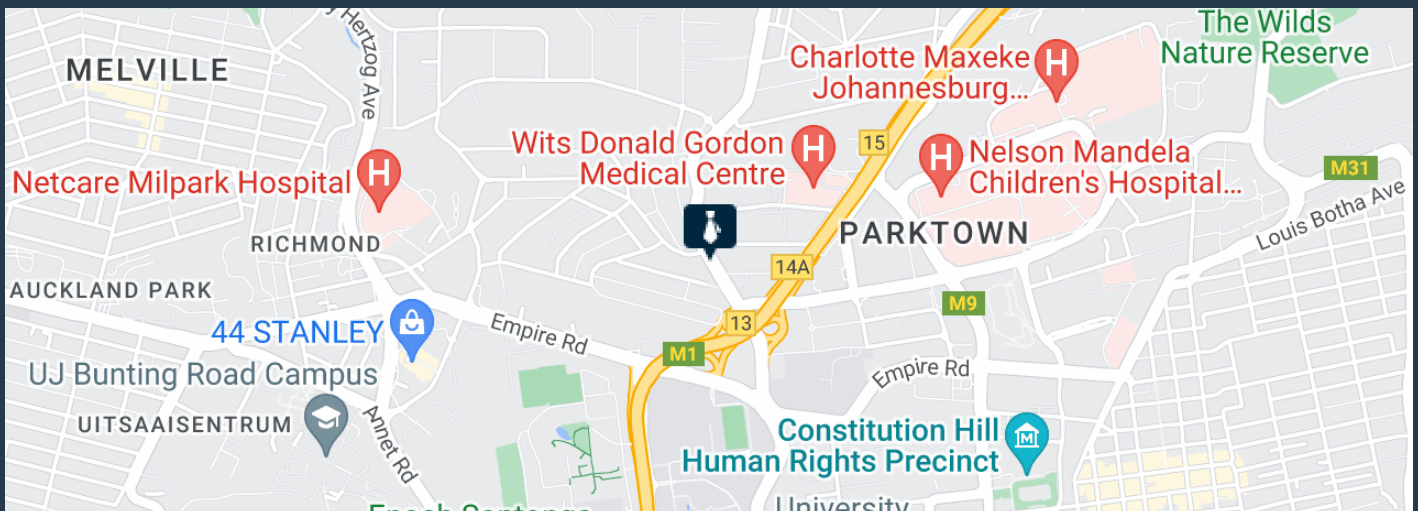 The Wilds
Nature Reserve
MELVILLE
Hertzog Ave
Charlotte Maxeke
Johannesburg...
H
15
Wits Donald Gordon
Medical Centre
H
H
Nelson Mandela
Children's Hospital...
M31
Netcare Milpark Hospital
H
Louis Botha Ave
PARKTOWN
RICHMOND
14A
AUCKLAND PARK
M9
44 STANLEY
Empire Rd
13
M1
UJ Bunting Road Campus
Empire Rd
UITSAAISENTRUM
Annet Rd
Constitution Hill
Human Rights Precinct
M
University